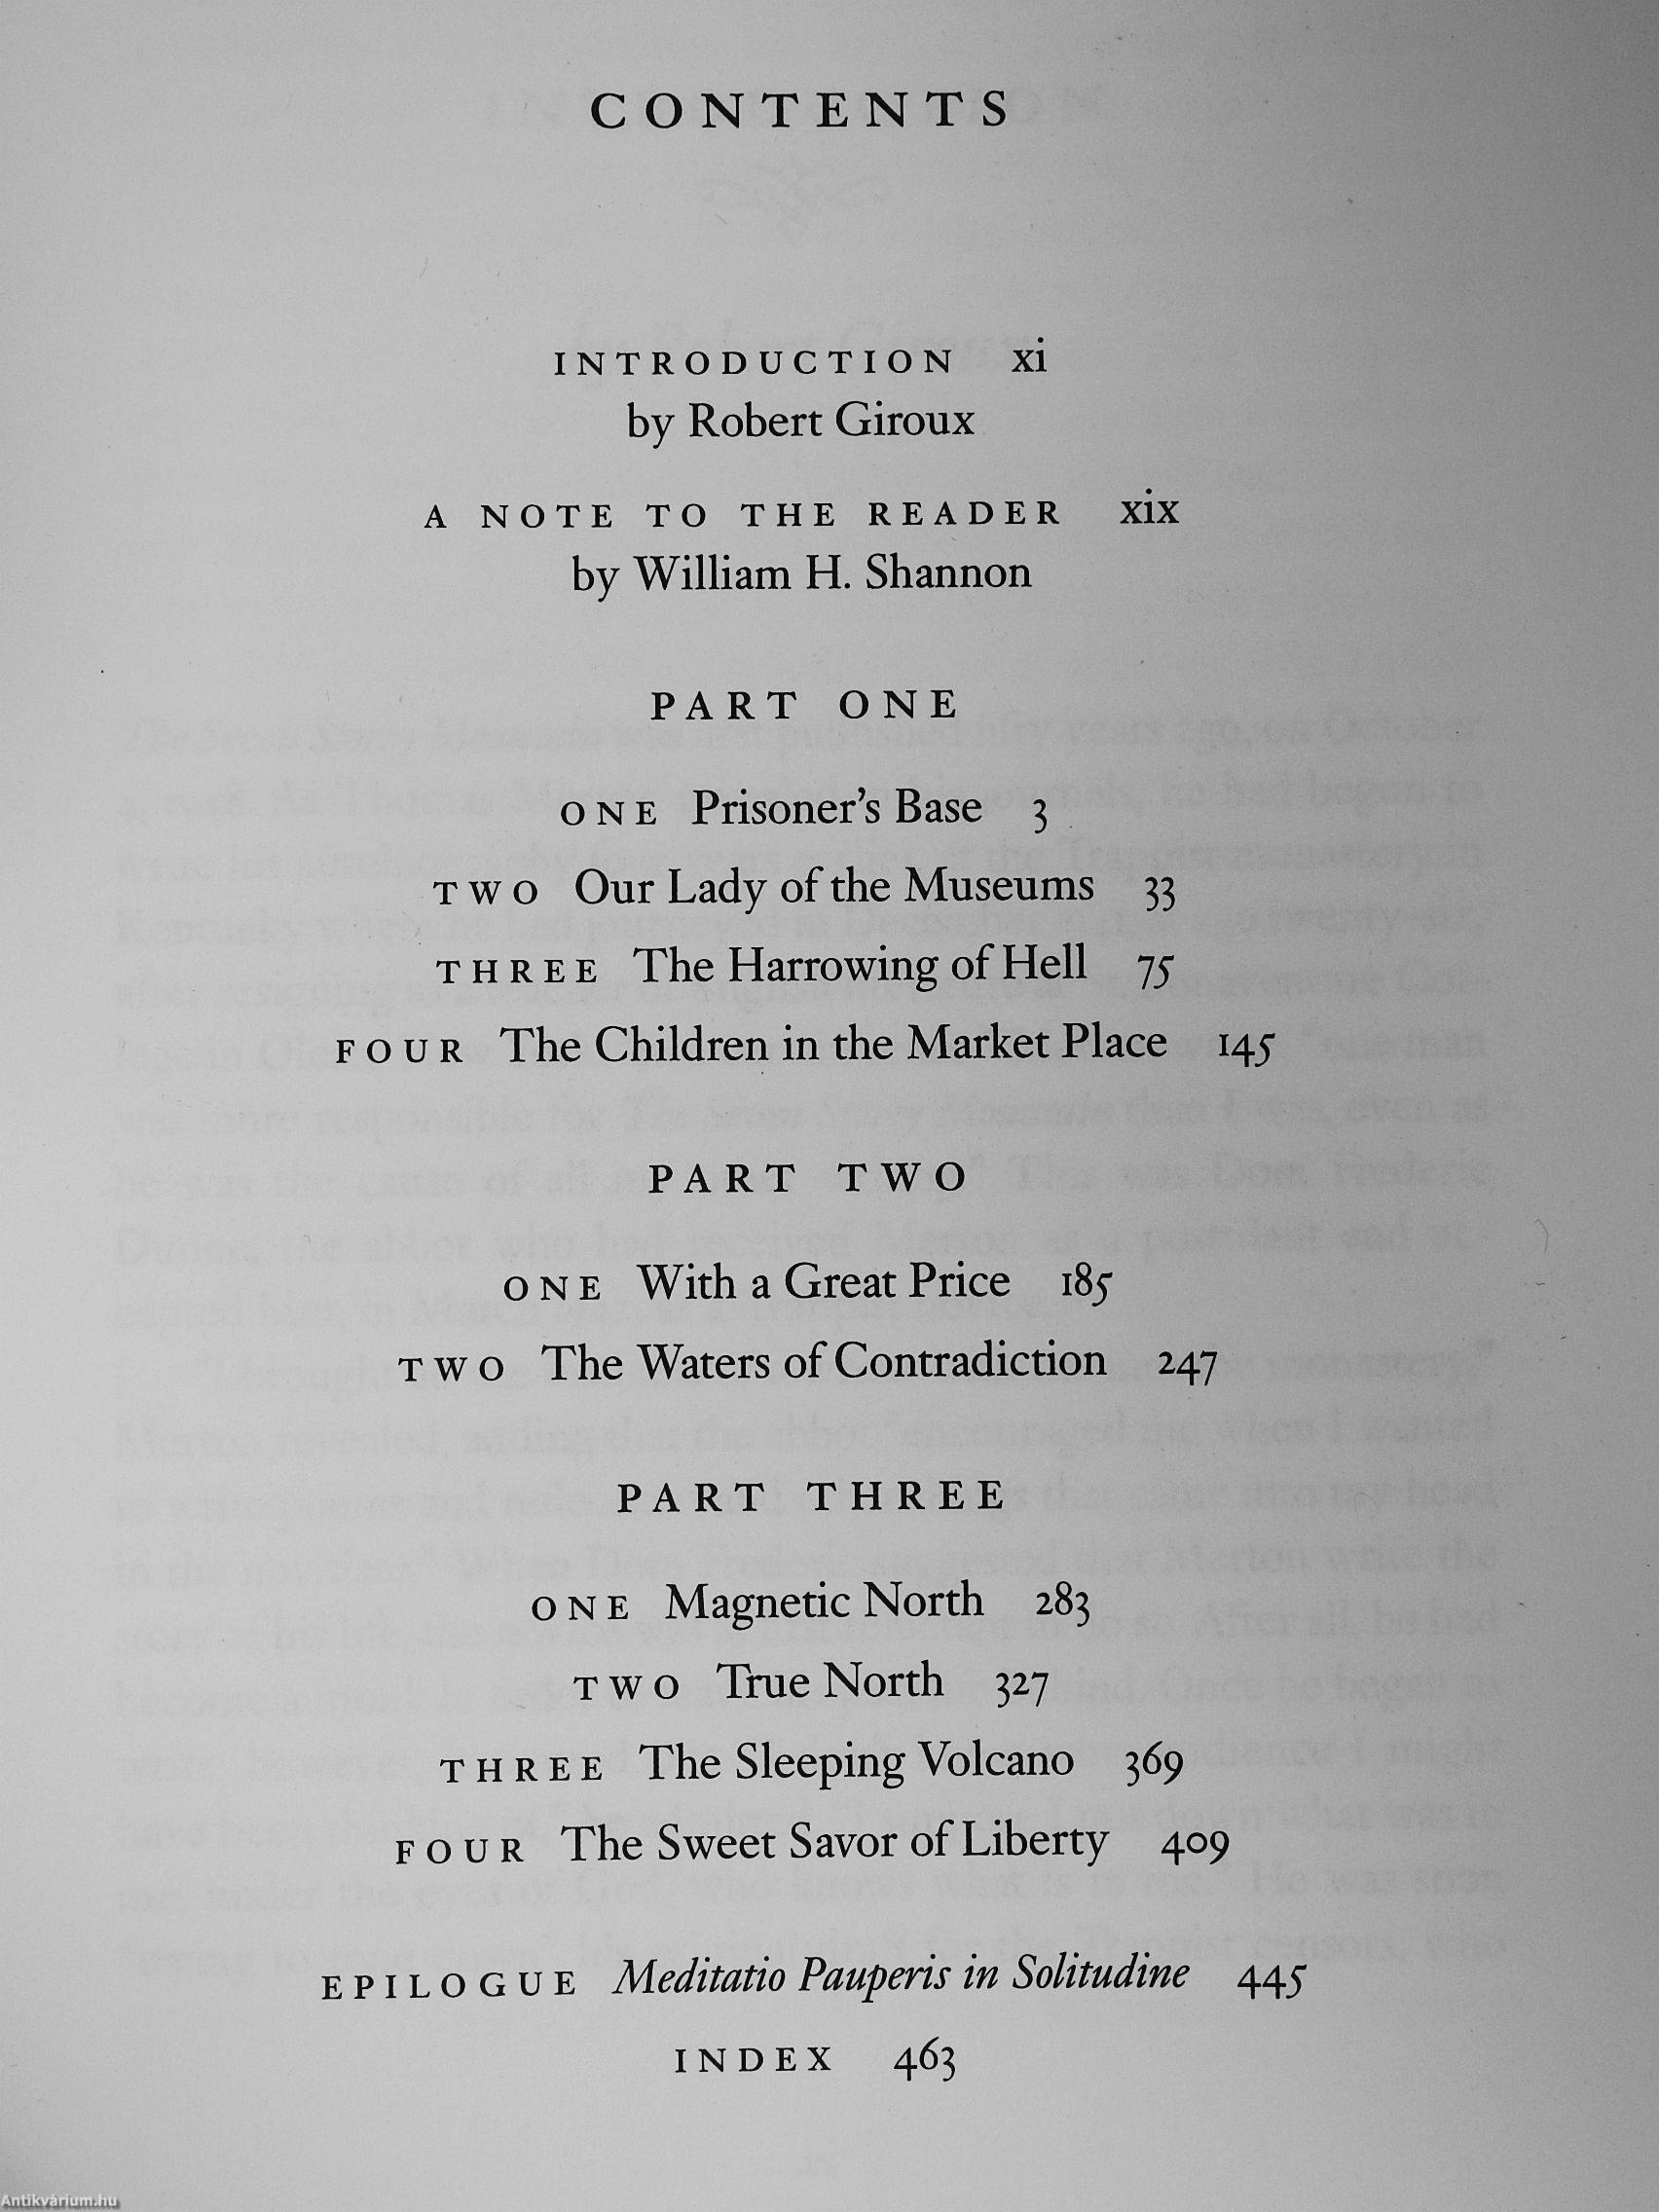 CONTENTS
INTRODUCTION xi
by Robert Giroux
A NOTE TO THE READER xix
by William H. Shannon
PART ONE
ONE Prisoner's Base 3
TWO Our Lady of the Museums 33
THREE The Harrowing of Hell 75
FOUR The Children in the Market Place 145
PART TWO
ONE With a Great Price 185
TWO The Waters of Contradiction 247
PART THREE
ONE Magnetic North 283
TWO True North 327
THREE The Sleeping Volcano 369
FOUR The Sweet Savor of Liberty 409
EPILOGUE Meditatio Pauperis in Solitudine 445
INDEX 463
Antikvárium.hu